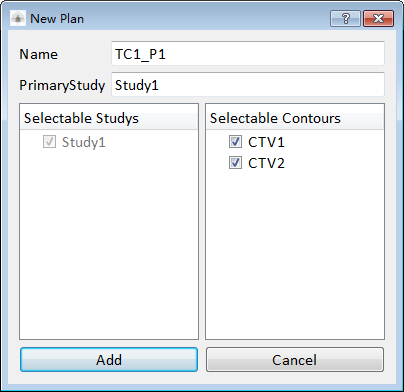 New Plan
Name TC1_P1
PrimaryStudy Study1
Selectable Studys Selectable Contours
Study1 CTV1
CTV2
Add Cancel